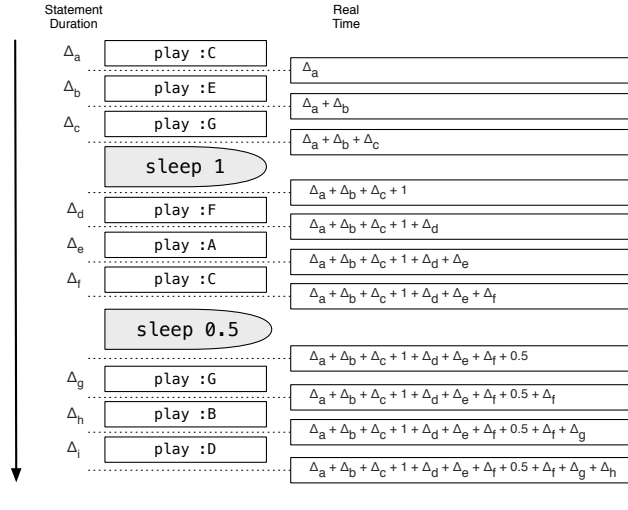 Statement Duration
Real Time
Δa play :C
Δa
Δb play :E
Δa + Δb
Δc play :G
Δa + Δb + Δc
sleep 1
Δa + Δb + Δc + 1
Δd play :F
Δa + Δb + Δc + 1 + Δd
Δe play :A
Δa + Δb + Δc + 1 + Δd + Δe
Δf play :C
Δa + Δb + Δc + 1 + Δd + Δe + Δf
sleep 0.5
Δa + Δb + Δc + 1 + Δd + Δe + Δf + 0.5
Δg play :G
Δa + Δb + Δc + 1 + Δd + Δe + Δf + 0.5 + Δf
Δh play :B
Δa + Δb + Δc + 1 + Δd + Δe + Δf + 0.5 + Δf + Δg
Δi play :D
Δa + Δb + Δc + 1 + Δd + Δe + Δf + 0.5 + Δf + Δg + Δh